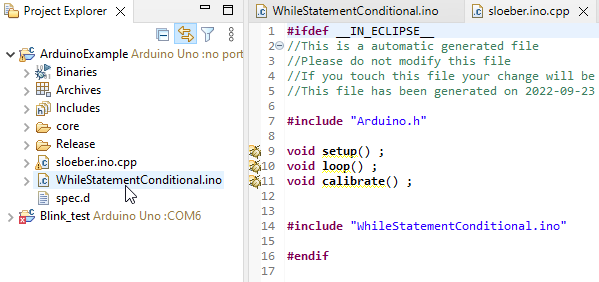 Project Explorer
ArduinoExample Arduino Uno :no port
Binaries
Archives
Includes
core
Release
sloeber.ino.cpp
WhileStatementConditional.ino
spec.d
Blink_test Arduino Uno :COM6
WhileStatementConditional.ino
sloeber.ino.cpp
1 #ifdef __IN_ECLIPSE__
2 //This is a automatic generated file
3 //Please do not modify this file
4 //If you touch this file your change will be
5 //This file has been generated on 2022-09-23
6
7 #include "Arduino.h"
8
9 void setup() ;
10 void loop() ;
11 void calibrate() ;
12
13
14 #include "WhileStatementConditional.ino"
15
16 #endif
17